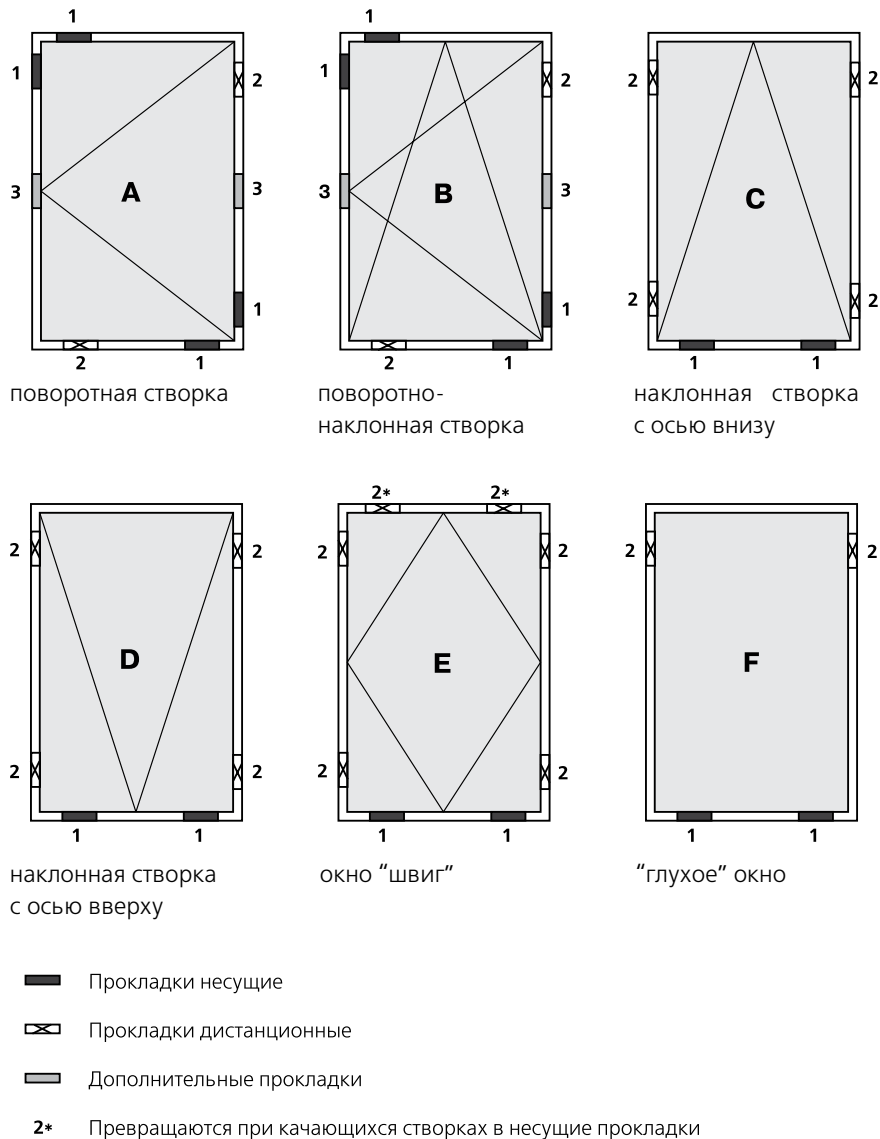 1 1
1 1
2 2
2 2
1 3 A 3 1 2 1
1 3 B 3 1 2 1
C 2 2 1 1
поворотная створка
поворотно-
наклонная створка
наклонная створка
с осью внизу
2* 2*
2 2 2 2 2 2
D E F
2 2 2 2
1 1 1 1 1 1
наклонная створка
с осью вверху
окно “швиг”
“глухое” окно
Прокладки несущие
Прокладки дистанционные
Дополнительные прокладки
2* Превращаются при качающихся створках в несущие прокладки